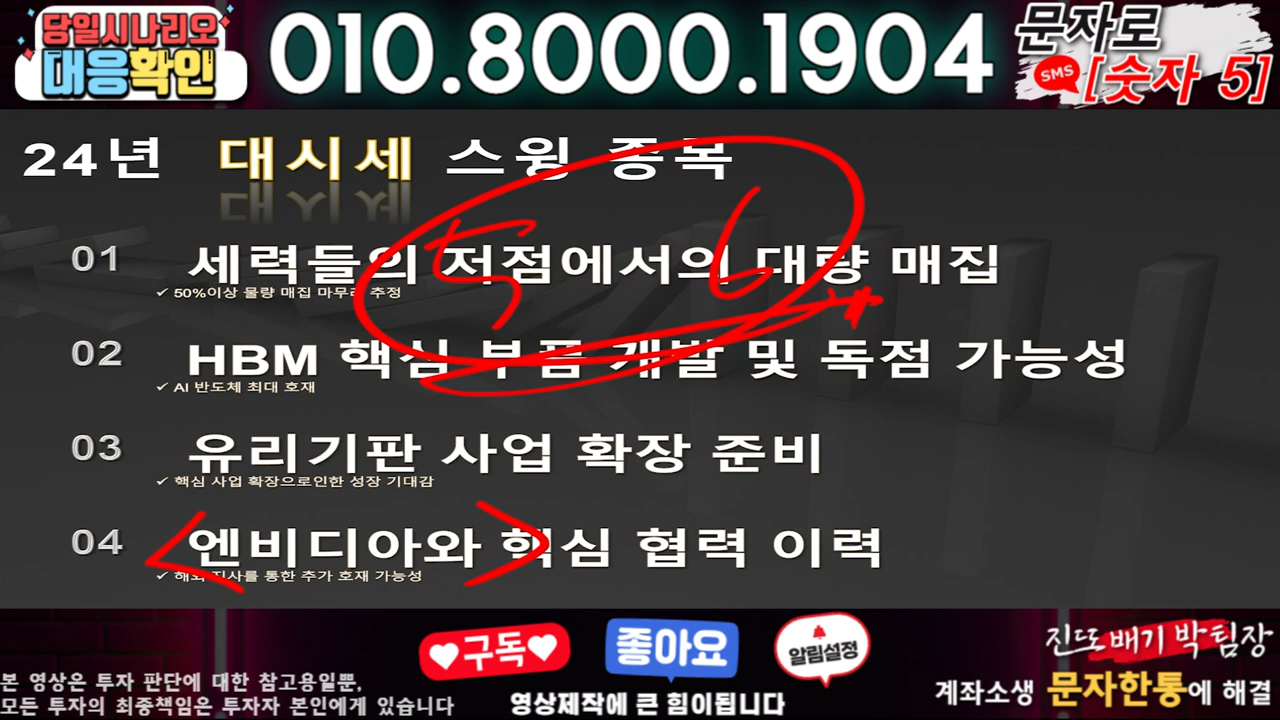 당일시나리오
대응확인
010.8000.1904
문자로
SMS
[숫자 5]
24년 대시세 스윙 종목
01 세력들의 저점에서의 대량 매집
✓ 50%이상 물량 매집 마무리 추정
02 HBM 핵심 부품 개발 및 독점 가능성
✓ AI 반도체 최대 호재
03 유리기판 사업 확장 준비
✓ 핵심 사업 확장으로인한 성장 기대감
04 <엔비디아와> 핵심 협력 이력
✓ 해외 지사를 통한 추가 호재 가능성
5 6
구독
좋아요
알림설정
영상제작에 큰 힘이됩니다
본 영상은 투자 판단에 대한 참고용일뿐,
모든 투자의 최종책임은 투자자 본인에게 있습니다
진또배기 박팀장
계좌소생 문자한통에 해결